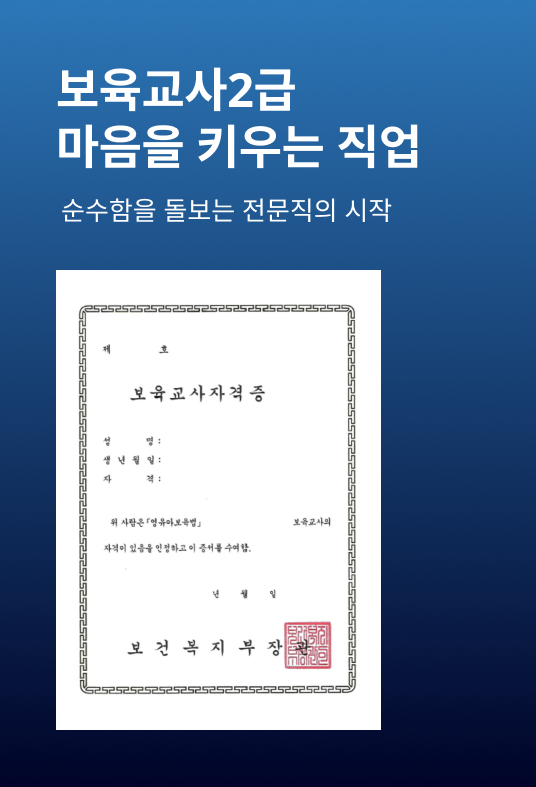 보육교사2급
마음을 키우는 직업
순수함을 돌보는 전문직의 시작
제 호
보육교사자격증
성 명 :
생 년 월 일 :
자 격 :
위 사람은 「영유아보육법」 보육교사의
자격이 있음을 인정하고 이 증서를 수여함.
년 월 일
보 건 복 지 부 장 관